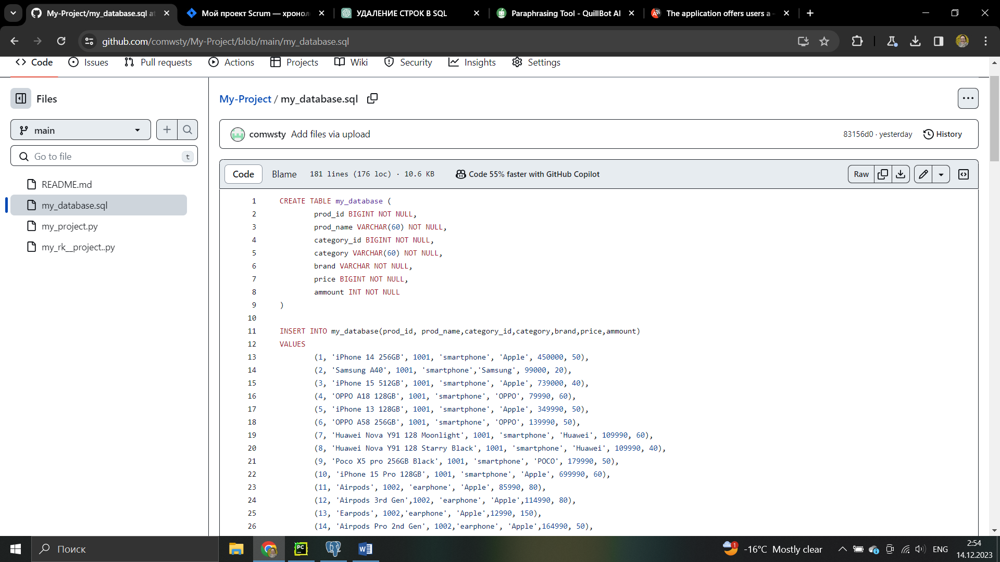 My-Project/my_database.sql at
Мой проект Scrum — хронол
УДАЛЕНИЕ СТРОК В SQL
Paraphrasing Tool - QuillBot AI
The application offers users a -
github.com/comwsty/My-Project/blob/main/my_database.sql
Code Issues Pull requests Actions Projects Wiki Security Insights Settings
Files
My-Project / my_database.sql
main
comwsty Add files via upload
83156d0 · yesterday History
Go to file t
Code Blame 181 lines (176 loc) · 10.6 KB Code 55% faster with GitHub Copilot Raw
README.md
my_database.sql
my_project.py
my_rk__project..py
1 CREATE TABLE my_database (
2 prod_id BIGINT NOT NULL,
3 prod_name VARCHAR(60) NOT NULL,
4 category_id BIGINT NOT NULL,
5 category VARCHAR(60) NOT NULL,
6 brand VARCHAR NOT NULL,
7 price BIGINT NOT NULL,
8 ammount INT NOT NULL
9 )
10
11 INSERT INTO my_database(prod_id, prod_name,category_id,category,brand,price,ammount)
12 VALUES
13 (1, 'iPhone 14 256GB', 1001, 'smartphone', 'Apple', 450000, 50),
14 (2, 'Samsung A40', 1001, 'smartphone','Samsung', 99000, 20),
15 (3, 'iPhone 15 512GB', 1001, 'smartphone', 'Apple', 739000, 40),
16 (4, 'OPPO A18 128GB', 1001, 'smartphone', 'OPPO', 79990, 60),
17 (5, 'iPhone 13 128GB', 1001, 'smartphone', 'Apple', 349990, 50),
18 (6, 'OPPO A58 256GB', 1001, 'smartphone', 'OPPO', 139990, 50),
19 (7, 'Huawei Nova Y91 128 Moonlight', 1001, 'smartphone', 'Huawei', 109990, 60),
20 (8, 'Huawei Nova Y91 128 Starry Black', 1001, 'smartphone', 'Huawei', 109990, 40),
21 (9, 'Poco X5 pro 256GB Black', 1001, 'smartphone', 'POCO', 179990, 50),
22 (10, 'iPhone 15 Pro 128GB', 1001, 'smartphone', 'Apple', 699990, 60),
23 (11, 'Airpods', 1002, 'earphone', 'Apple', 85990, 80),
24 (12, 'Airpods 3rd Gen',1002, 'earphone', 'Apple',114990, 80),
25 (13, 'Earpods', 1002,'earphone', 'Apple',12990, 150),
26 (14, 'Airpods Pro 2nd Gen', 1002,'earphone', 'Apple',164990, 50),
Поиск
PC
W
1
-16°C Mostly clear
ENG
2:54
14.12.2023